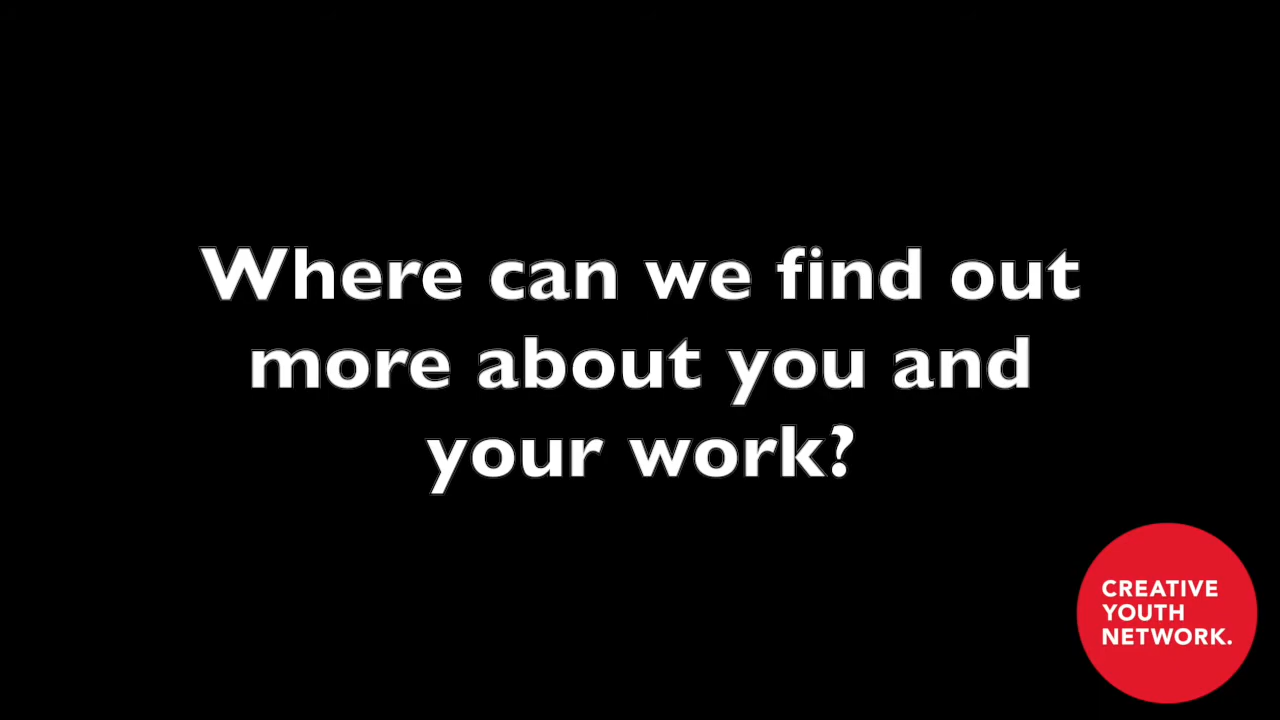 Where can we find out
more about you and
your work?
CREATIVE
YOUTH
NETWORK.